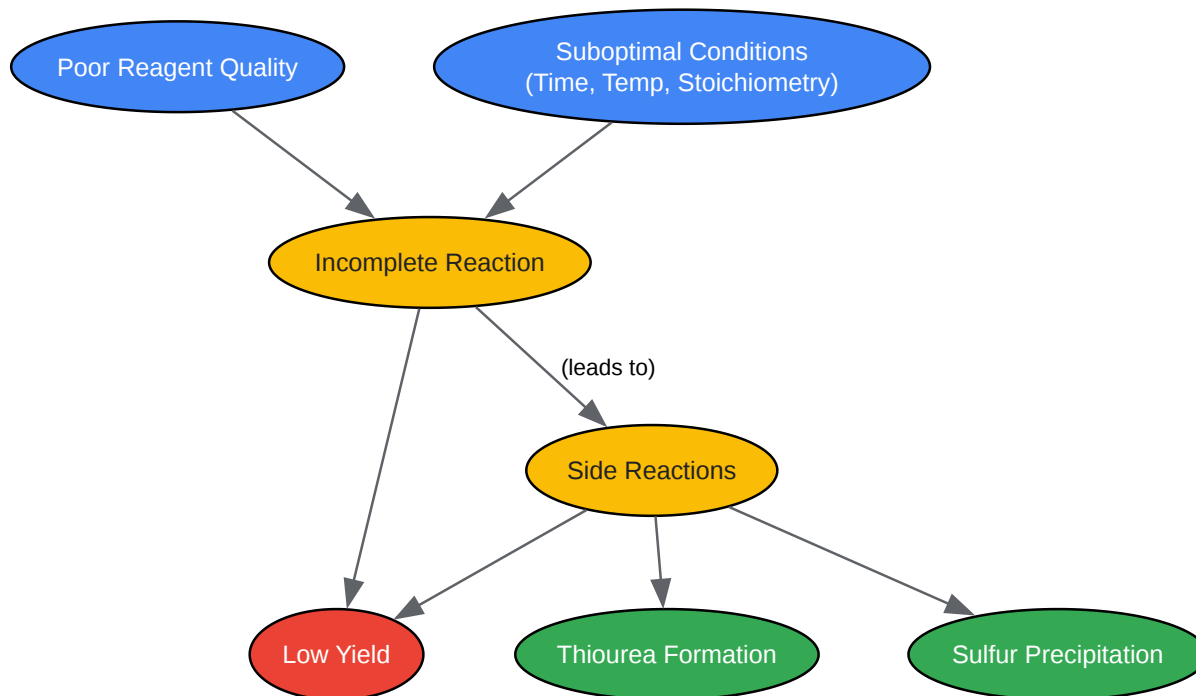 Poor Reagent Quality
Suboptimal Conditions
(Time, Temp, Stoichiometry)
Incomplete Reaction
(leads to)
Side Reactions
Low Yield
Thiourea Formation
Sulfur Precipitation